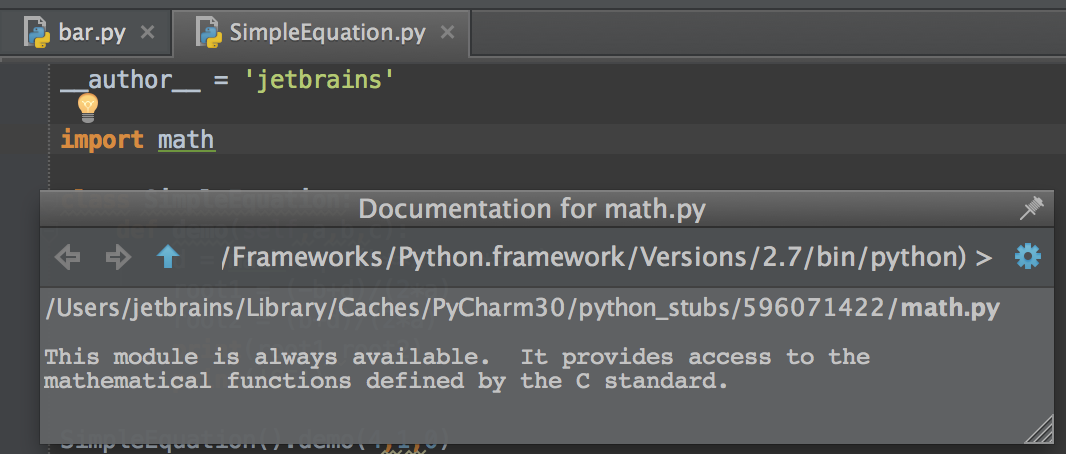 bar.py
SimpleEquation.py
__author__ = 'jetbrains'
import math
Documentation for math.py
/Frameworks/Python.framework/Versions/2.7/bin/python) >
/Users/jetbrains/Library/Caches/PyCharm30/python_stubs/596071422/math.py
This module is always available.  It provides access to the
mathematical functions defined by the C standard.
SimpleEquation().demo(